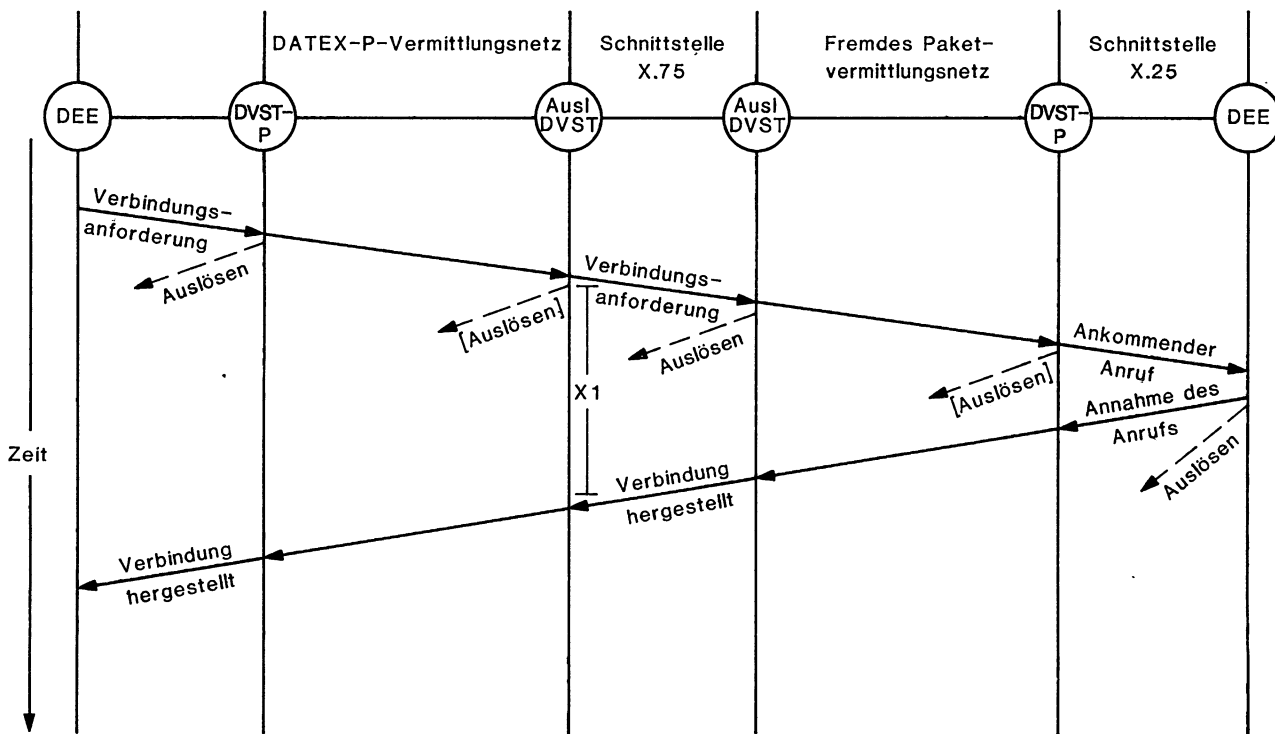 DATEX-P-Vermittlungsnetz
Schnittstelle
X.75
Fremdes Paket-
vermittlungsnetz
Schnittstelle
X.25
DEE
DVST-
P
Ausl
DVST
Ausl
DVST
DVST-
P
DEE
Verbindungs-
anforderung
Auslösen
Verbindungs-
anforderung
[Auslösen]
Auslösen
Ankommender
Anruf
[Auslösen]
Annahme des
Anrufs
Auslösen
X1
Zeit
Verbindung
hergestellt
Verbindung
hergestellt